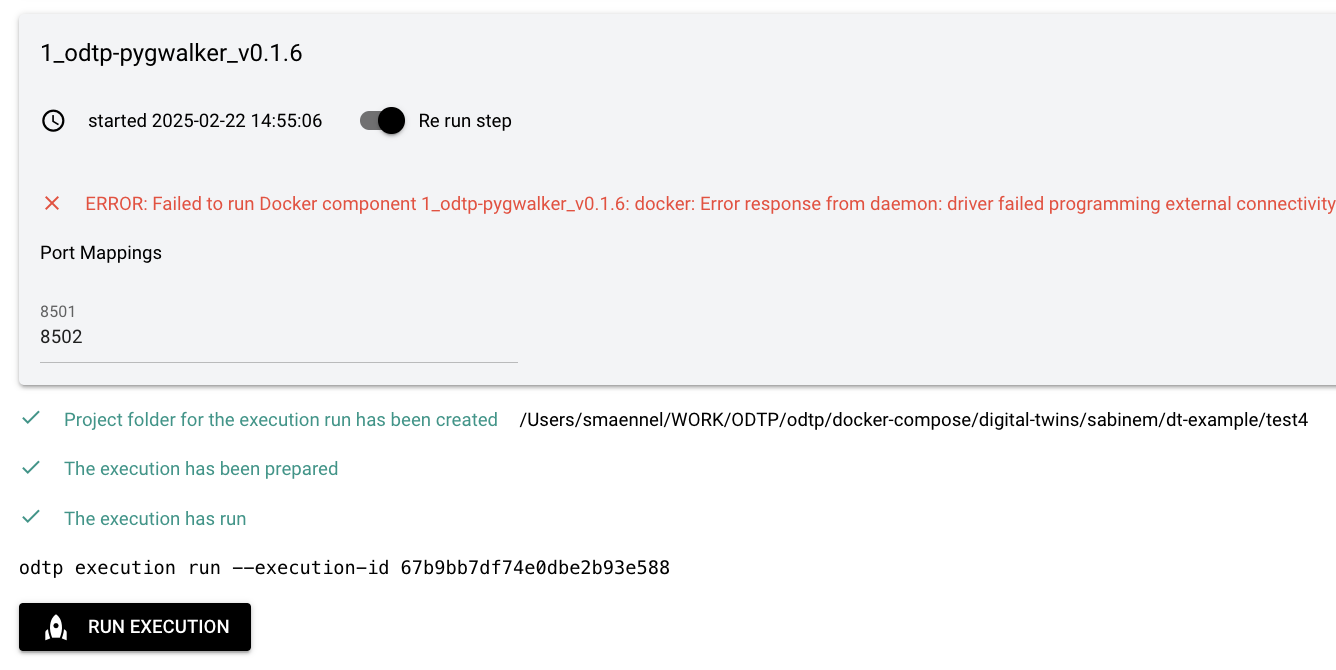 1_odtp-pygwalker_v0.1.6
started 2025-02-22 14:55:06 Re run step
ERROR: Failed to run Docker component 1_odtp-pygwalker_v0.1.6: docker: Error response from daemon: driver failed programming external connectivity
Port Mappings
8501
8502
Project folder for the execution run has been created /Users/smaennel/WORK/ODTP/odtp/docker-compose/digital-twins/sabinem/dt-example/test4
The execution has been prepared
The execution has run
odtp execution run --execution-id 67b9bb7df74e0dbe2b93e588
RUN EXECUTION